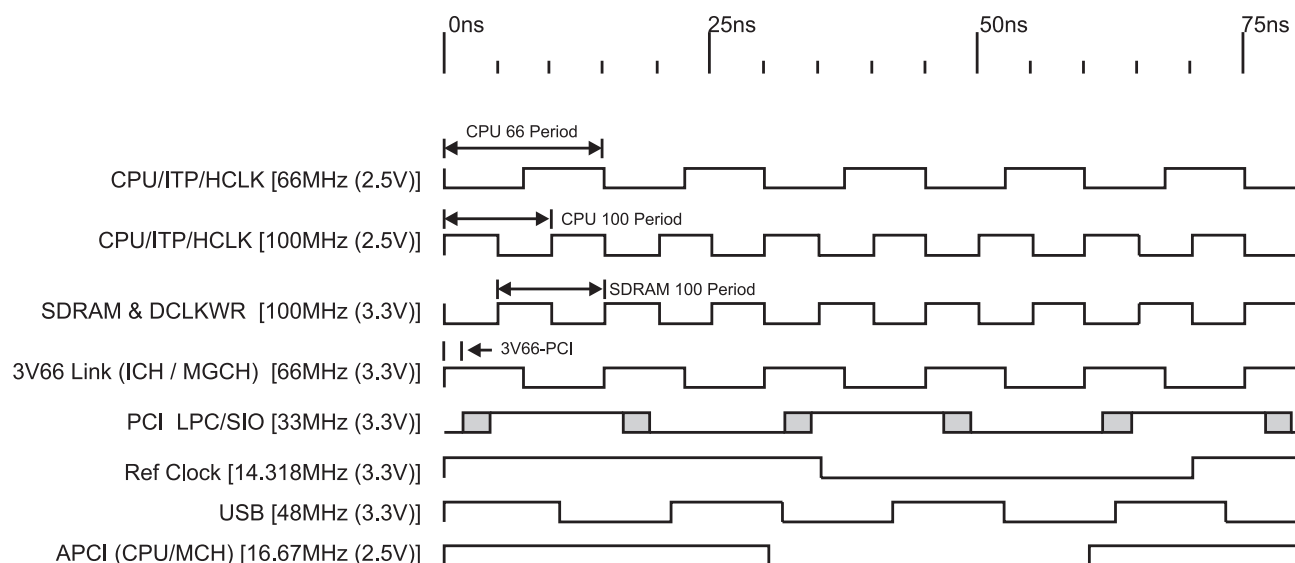 0ns 25ns 50ns 75ns
CPU 66 Period
CPU/ITP/HCLK [66MHz (2.5V)]
CPU 100 Period
CPU/ITP/HCLK [100MHz (2.5V)]
SDRAM 100 Period
SDRAM & DCLKWR [100MHz (3.3V)]
3V66-PCI
3V66 Link (ICH / MGCH) [66MHz (3.3V)]
PCI LPC/SIO [33MHz (3.3V)]
Ref Clock [14.318MHz (3.3V)]
USB [48MHz (3.3V)]
APCI (CPU/MCH) [16.67MHz (2.5V)]